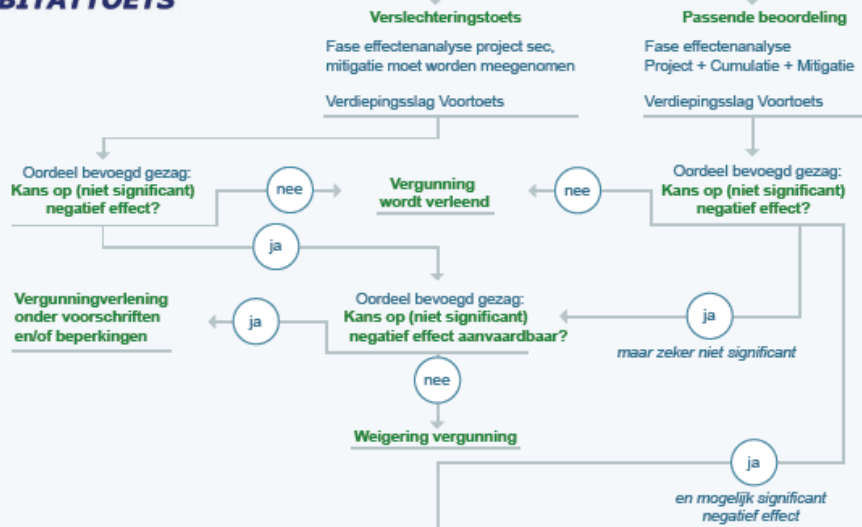 Verslechteringstoets
Fase effectenanalyse project sec,
mitigatie moet worden meegenomen
Verdiepingsslag Voortoets
Passende beoordeling
Fase effectenanalyse
Project + Cumulatie + Mitigatie
Verdiepingsslag Voortoets
Oordeel bevoegd gezag:
Kans op (niet significant)
negatief effect?
nee
Vergunning
wordt verleend
nee
Oordeel bevoegd gezag:
Kans op (niet significant)
negatief effect?
ja
Vergunningverlening
onder voorschriften
en/of beperkingen
ja
Oordeel bevoegd gezag:
Kans op (niet significant)
negatief effect aanvaardbaar?
ja
maar zeker niet significant
nee
Weigering vergunning
ja
en mogelijk significant
negatief effect